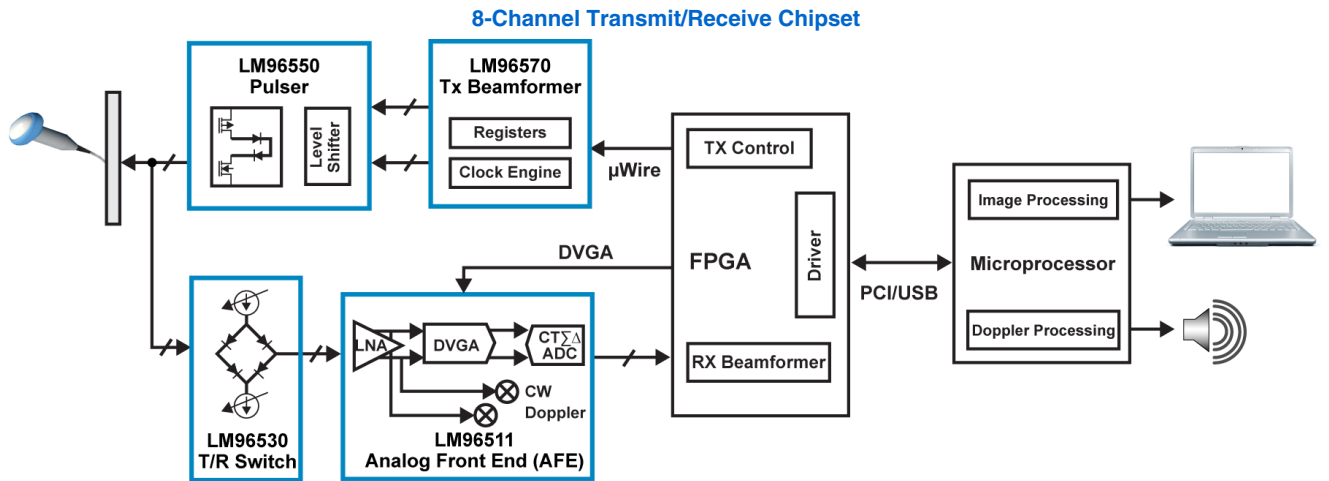 8-Channel Transmit/Receive Chipset
LM96550
Pulser
Level
Shifter
LM96570
Tx Beamformer
Registers
Clock Engine
µWire
TX Control
FPGA
Driver
RX Beamformer
DVGA
PCI/USB
Image Processing
Microprocessor
Doppler Processing
LM96530
T/R Switch
LNA
DVGA
CT∑∆
ADC
CW
Doppler
LM96511
Analog Front End (AFE)